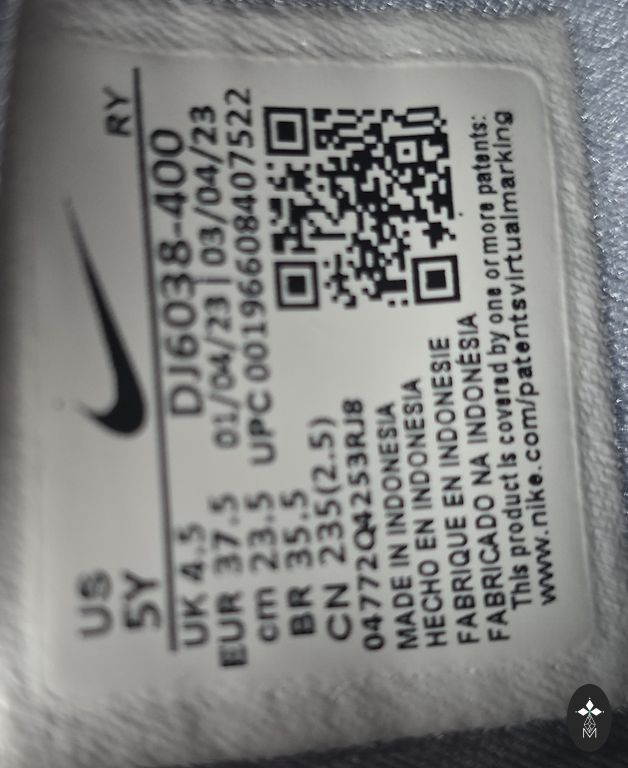 US
5Y
RY
UK 4.5
DJ6038-400
EUR 37.5
01/04/23 | 03/04/23
cm 23.5
UPC 00196608407522
BR 35.5
CN 235(2.5)
04772Q4253RJ8
MADE IN INDONESIA
HECHO EN INDONESIA
FABRIQUE EN INDONESIE
FABRICADO NA INDONÉSIA
This product is covered by one or more patents:
www.nike.com/patentsvirtualmarking
M